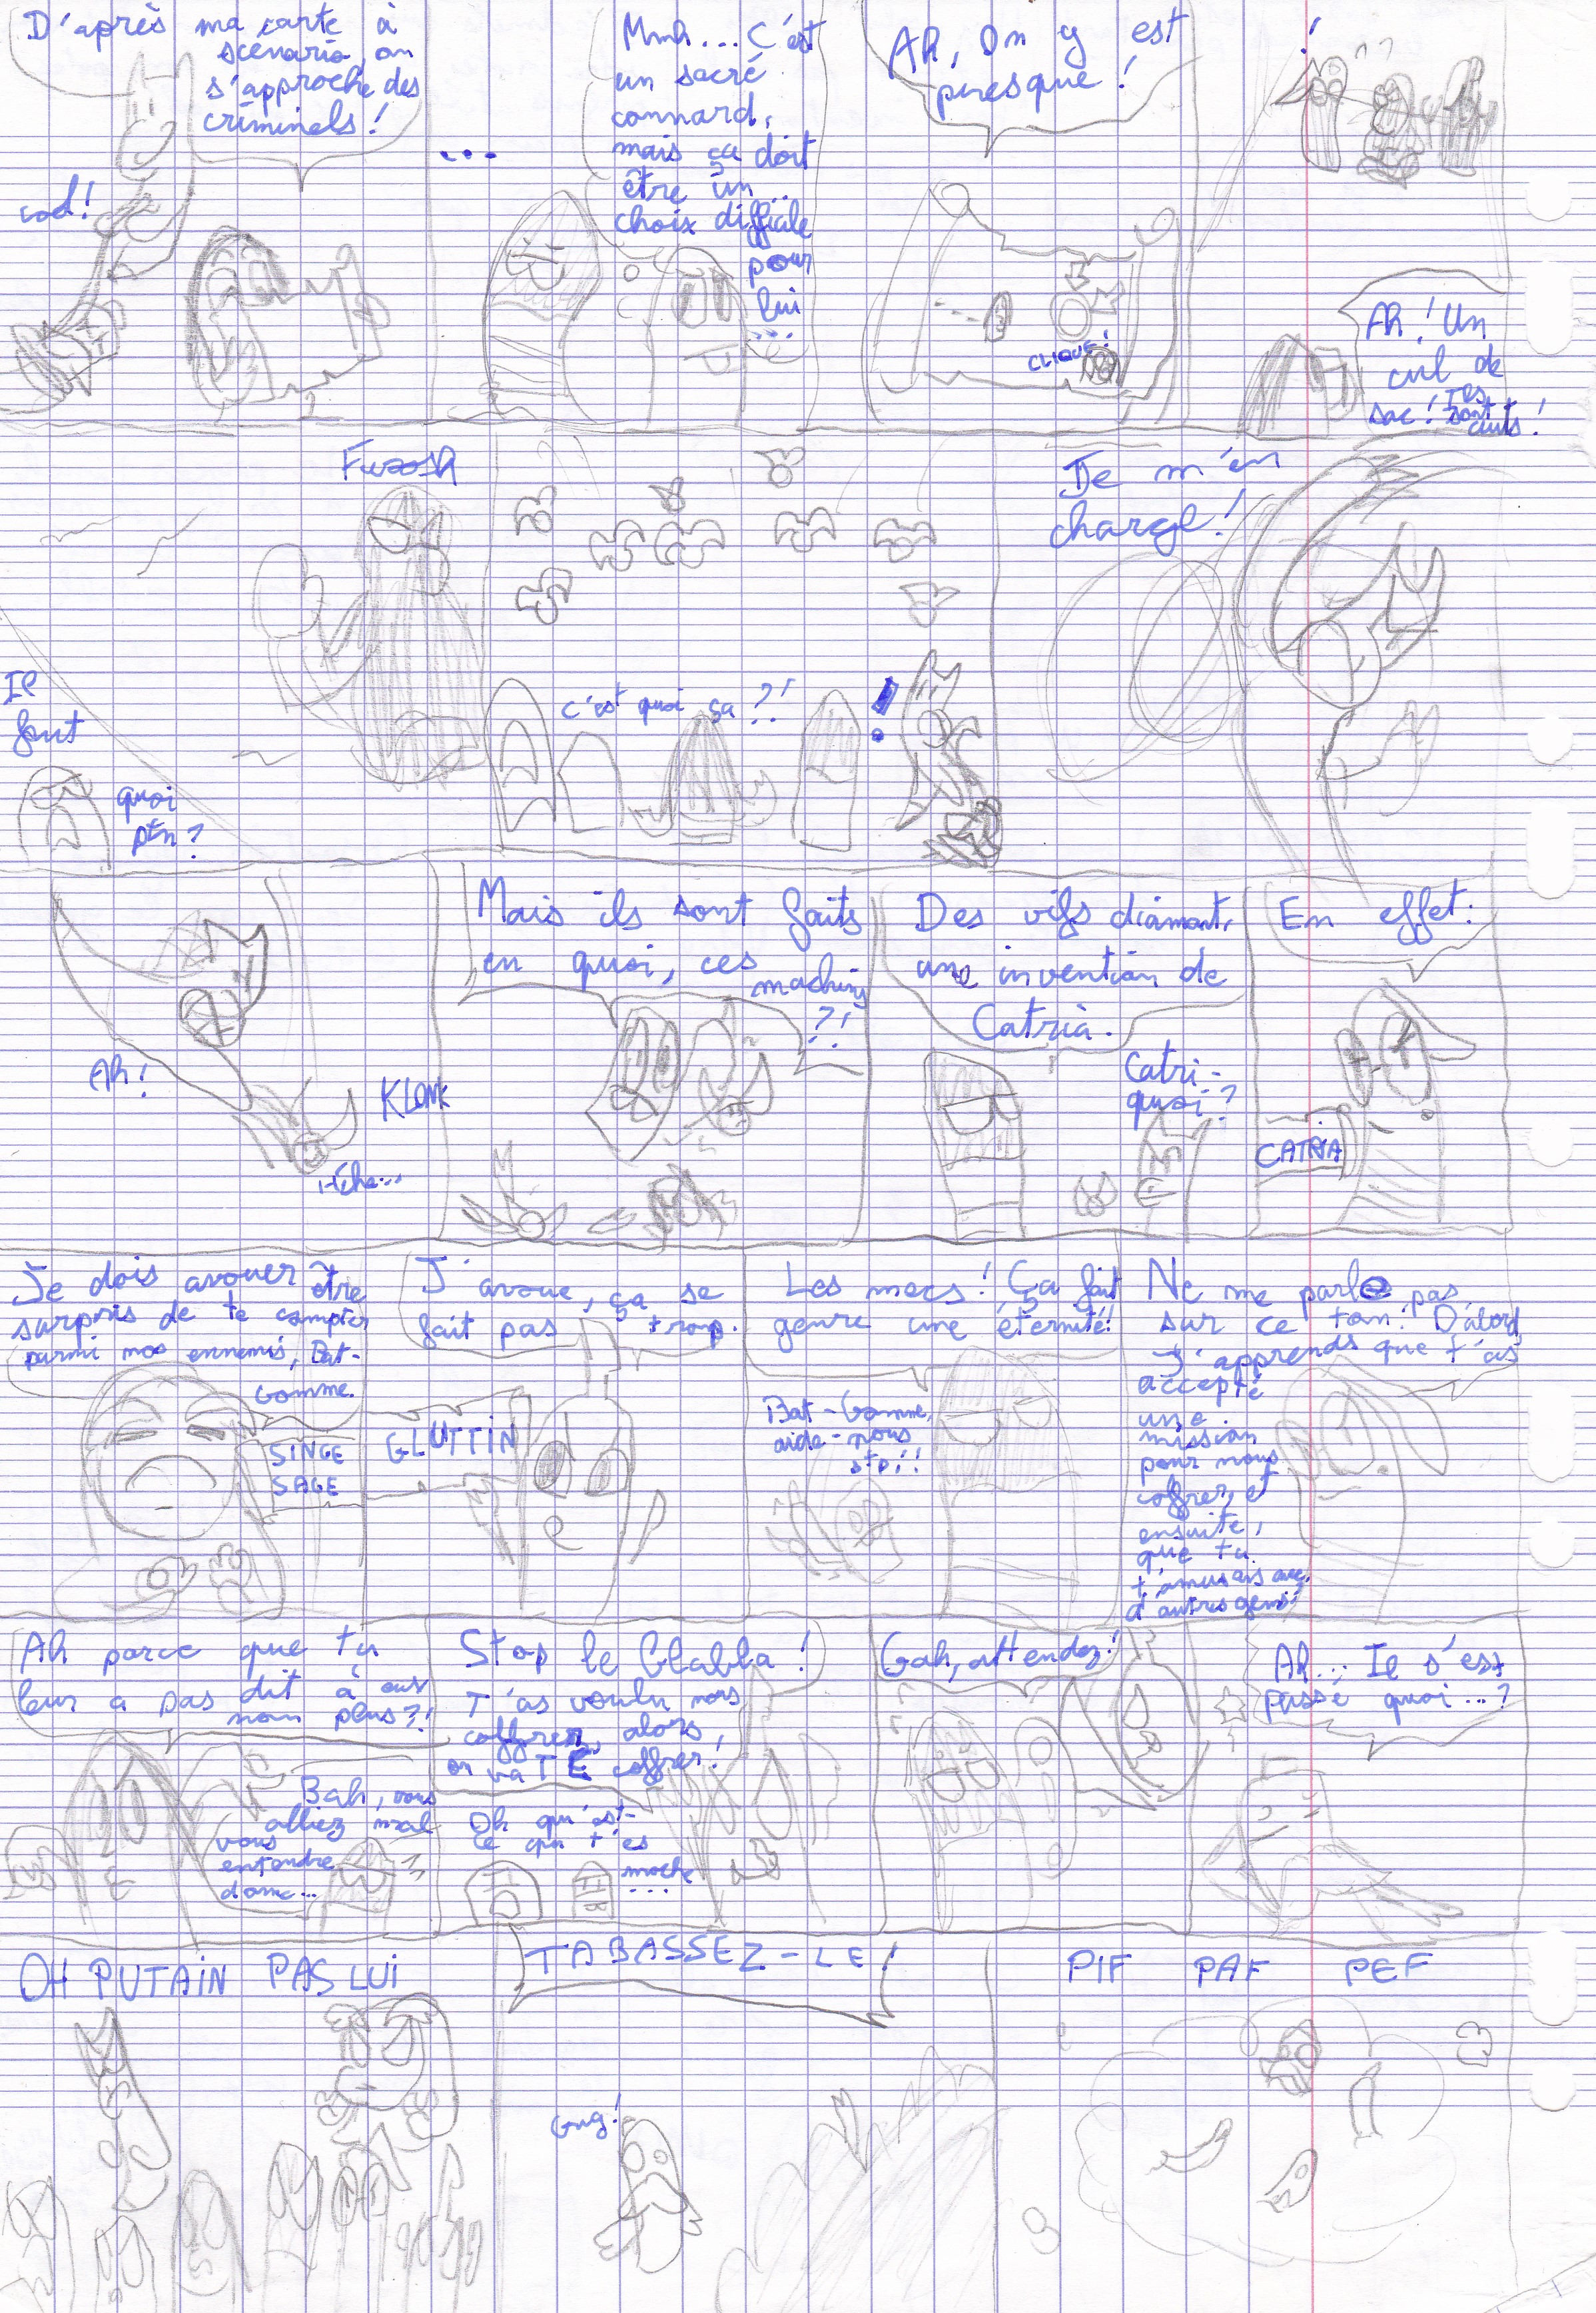 D'après ma carte à
scénario, on
s'approche des
criminels!
cool!
...
Mmh... C'est
un sacré
connard,
mais ça doit
être un...
choix difficile
pour
lui
...
Ah, on y est
presque!
CLIQUE!
!
Ah! Un
cul de
sac! Ils
sont
cuits!
Fwoosh
Il
faut
quoi
ptn?
c'est quoi ça ?!
!
Je m'en
charge!
Ah!
KLONK
Mais ils sont faits
en quoi, ces
machins
?!
Des vifs diamant,
une invention de
Catria.
Catri-
quoi?
En effet:
CATRIA
Je dois avouer être
surpris de te compter
parmi nos ennemis, Bat-
Gomme.
SINGE
SAGE
J'avoue, ça se
fait pas trop.
GLUTTIN
Les mecs! Ça fait
genre une éternité!
Bat-Gomme,
aide-nous
stp!!
Ne me parle pas
sur ce ton! D'abord
j'apprends que t'as
accepté
une
mission
pour nous
coffrer, et
ensuite,
que tu
t'amusais avec
d'autres gens!
Ah parce que tu
leur a pas dit à eux
non plus?!
Bah, vous
alliez mal
vous
entendre
donc...
Stop le blabla!
T'as voulu nous
coffrer, alors
on va TE coffrer!
Oh qu'est-
ce que t'es
moche
...
Gah, attendez!
Ah... Il s'est
passé quoi...?
OH PUTAIN PAS LUI
TABASSEZ-LE!
Gng!
PIF PAF PEF